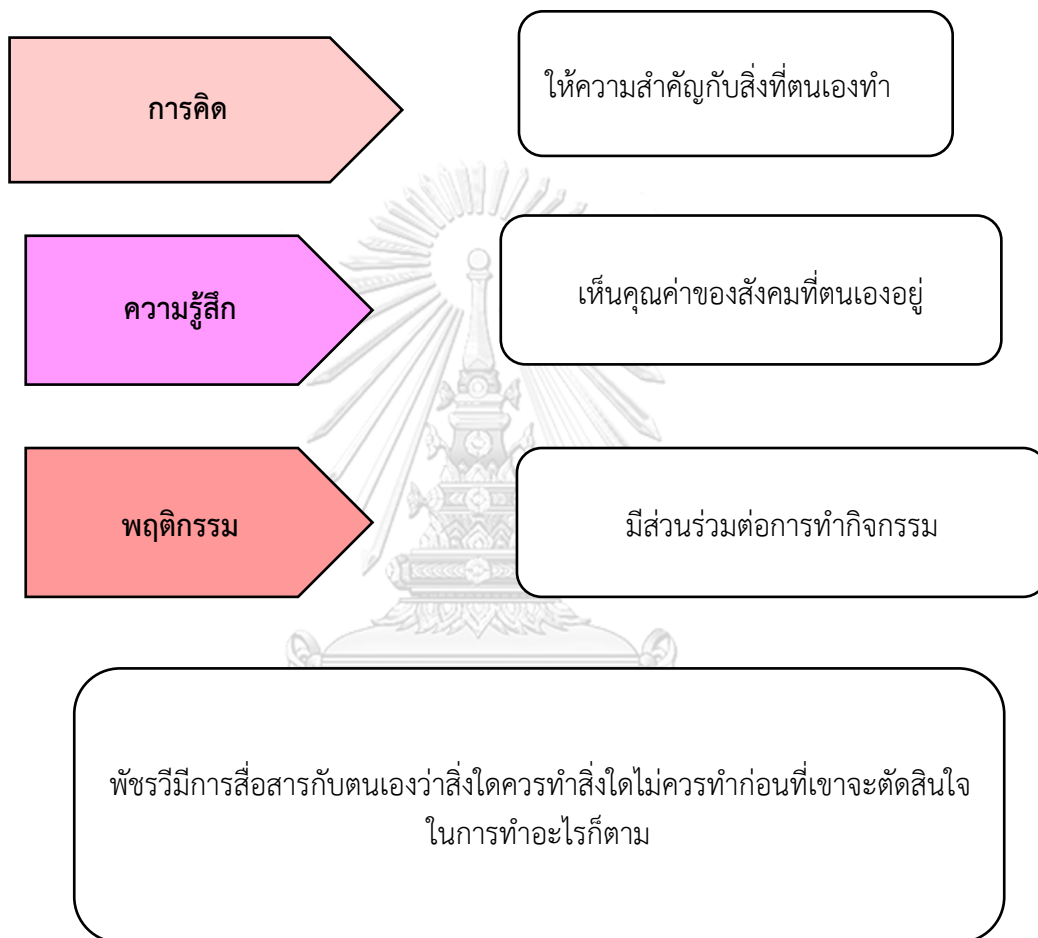 การคิด
ให้ความสำคัญกับสิ่งที่ตนเองทำ
ความรู้สึก
เห็นคุณค่าของสังคมที่ตนเองอยู่
พฤติกรรม
มีส่วนร่วมต่อการทำกิจกรรม
พัชรวีมีการสื่อสารกับตนเองว่าสิ่งใดควรทำสิ่งใดไม่ควรทำก่อนที่เขาจะตัดสินใจ
ในการทำอะไรก็ตาม